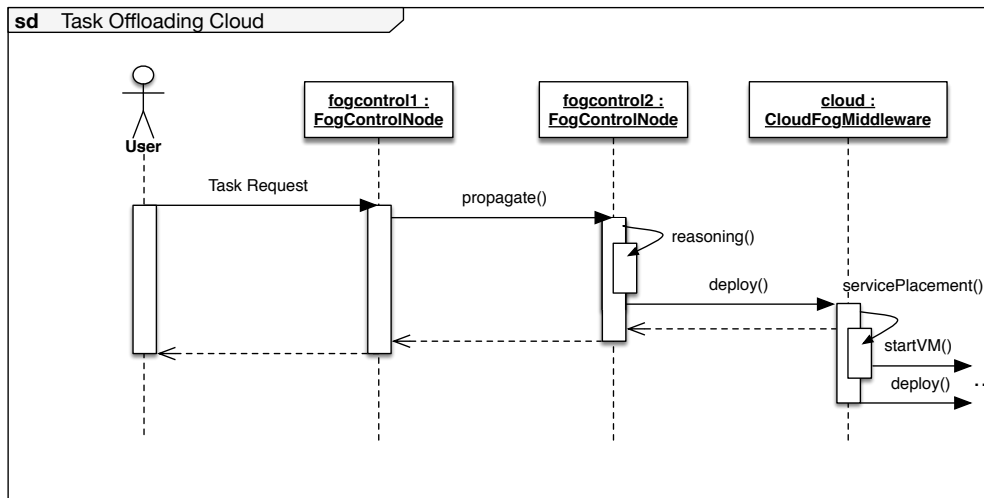 sd Task Offloading Cloud
fogcontrol1 :
FogControlNode
fogcontrol2 :
FogControlNode
cloud :
CloudFogMiddleware
User
Task Request
propagate()
reasoning()
deploy()
servicePlacement()
startVM()
deploy()
..